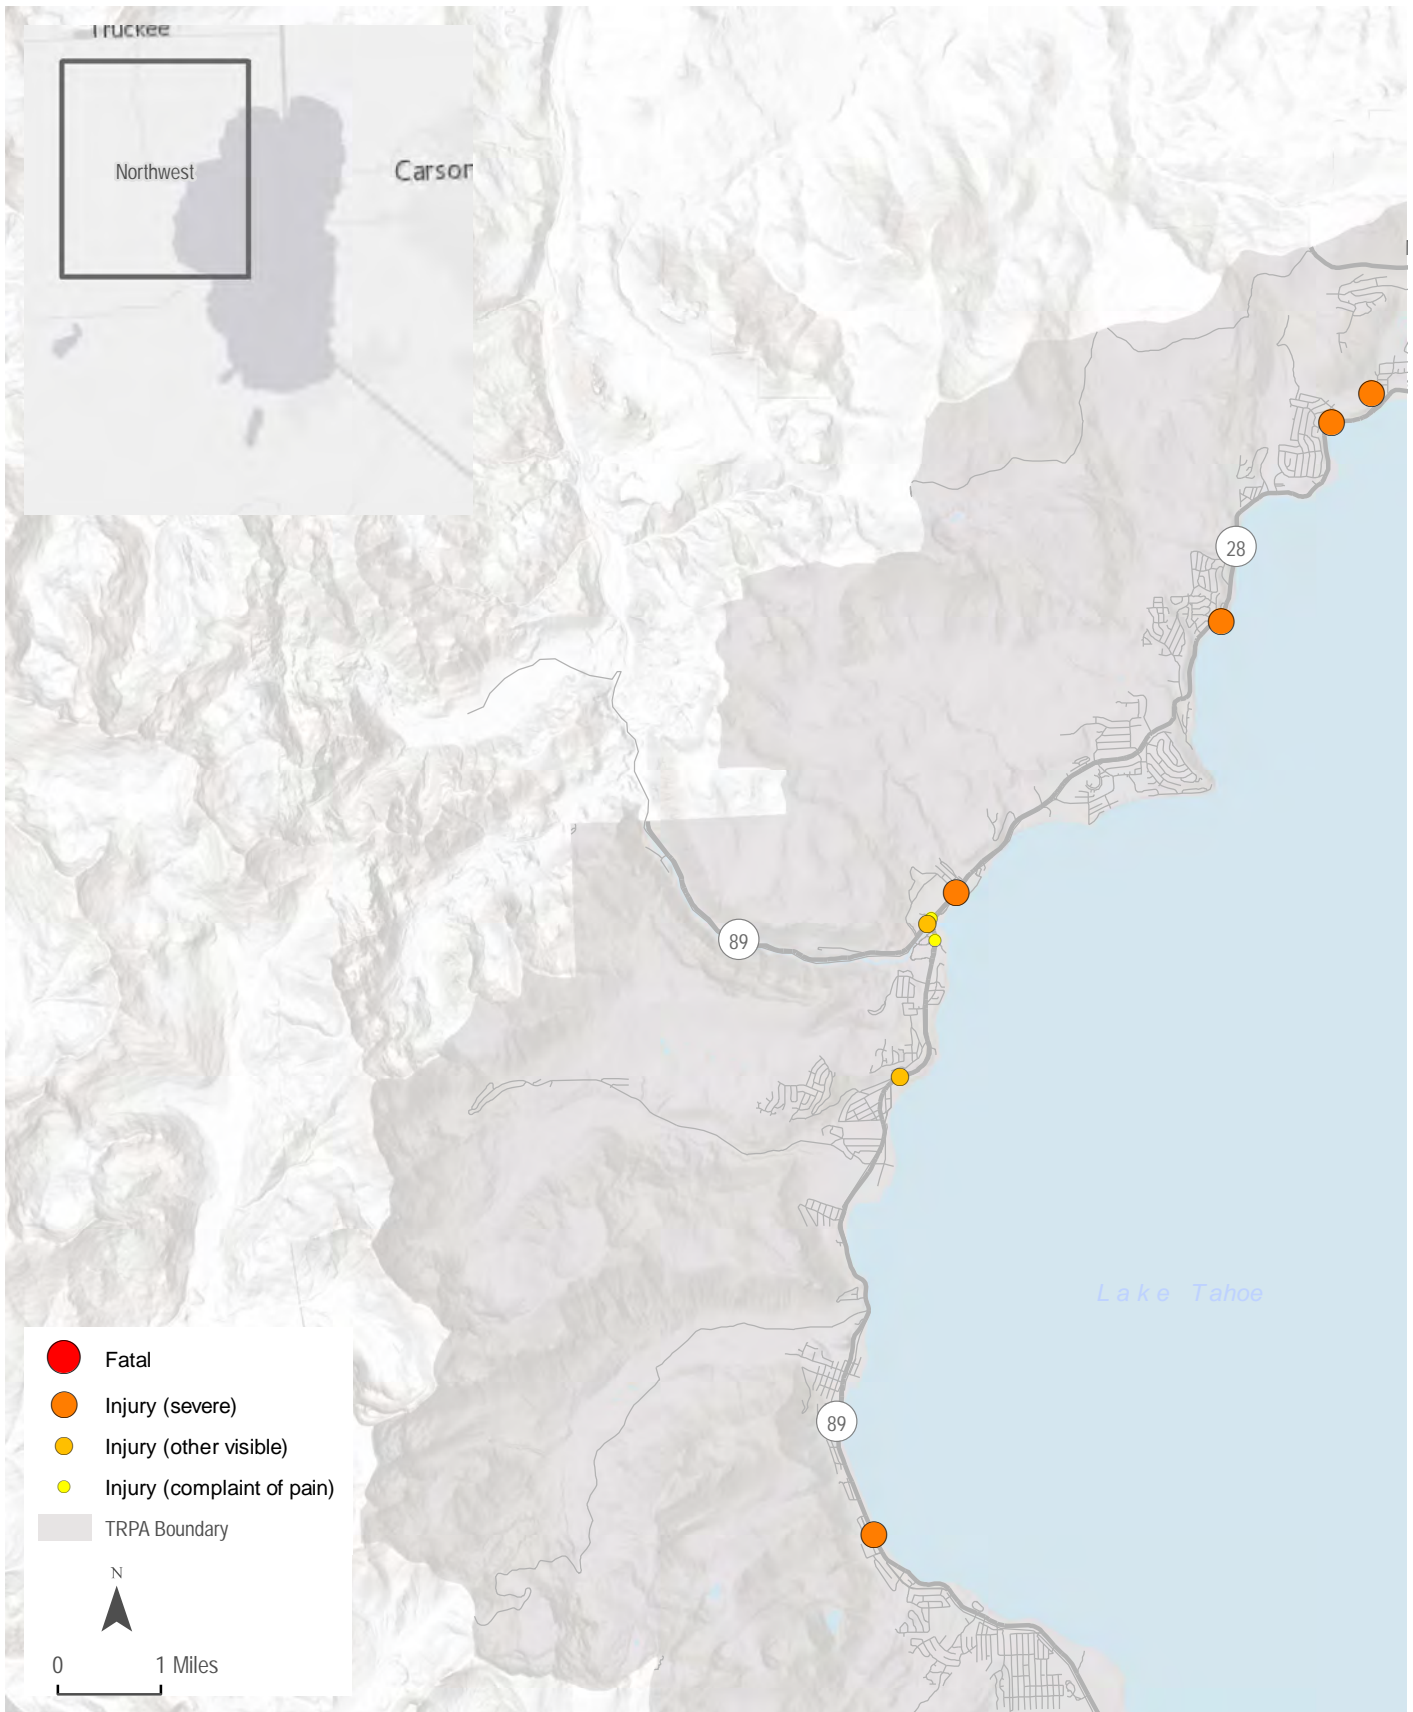 Truckee
Northwest
Carson
28
89
Lake Tahoe
89
Fatal
Injury (severe)
Injury (other visible)
Injury (complaint of pain)
TRPA Boundary
N
0 1 Miles